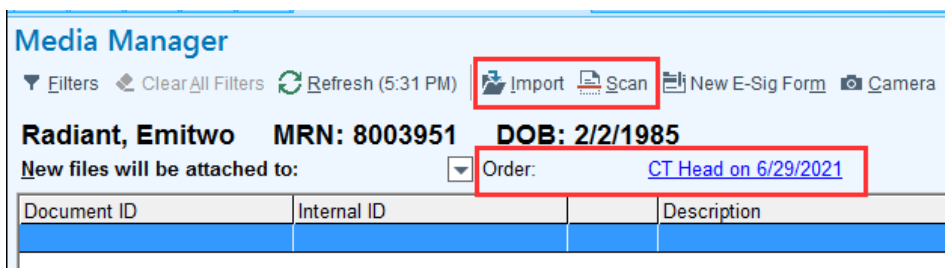 Media Manager
Filters Clear All Filters Refresh (5:31 PM) Import Scan New E-Sig Form Camera
Radiant, Emitwo MRN: 8003951 DOB: 2/2/1985
New files will be attached to: Order: CT Head on 6/29/2021
Document ID Internal ID Description